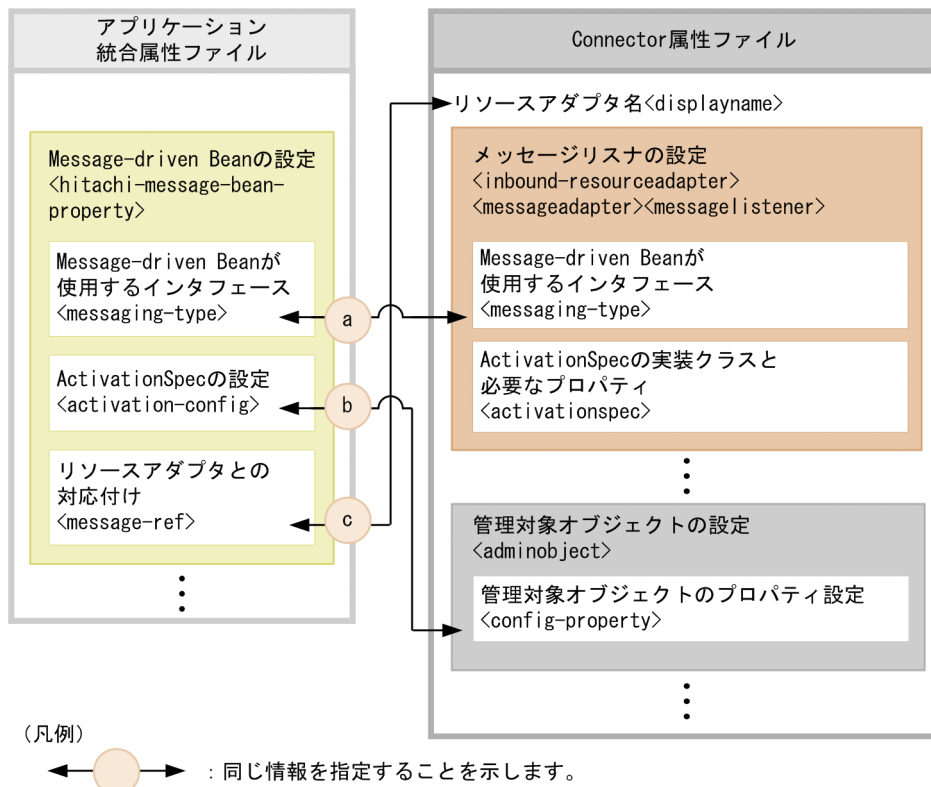 アプリケーション
統合属性ファイル
Message-driven Beanの設定
<hitachi-message-bean-
property>
Message-driven Beanが
使用するインタフェース
<messaging-type>
ActivationSpecの設定
<activation-config>
リソースアダプタとの
対応付け
<message-ref>
a
b
c
Connector属性ファイル
リソースアダプタ名<displayname>
メッセージリスナの設定
<inbound-resourceadapter>
<messageadapter><messagelistener>
Message-driven Beanが
使用するインタフェース
<messaging-type>
ActivationSpecの実装クラスと
必要なプロパティ
<activationspec>
管理対象オブジェクトの設定
<adminobject>
管理対象オブジェクトのプロパティ設定
<config-property>
(凡例)
：同じ情報を指定することを示します。